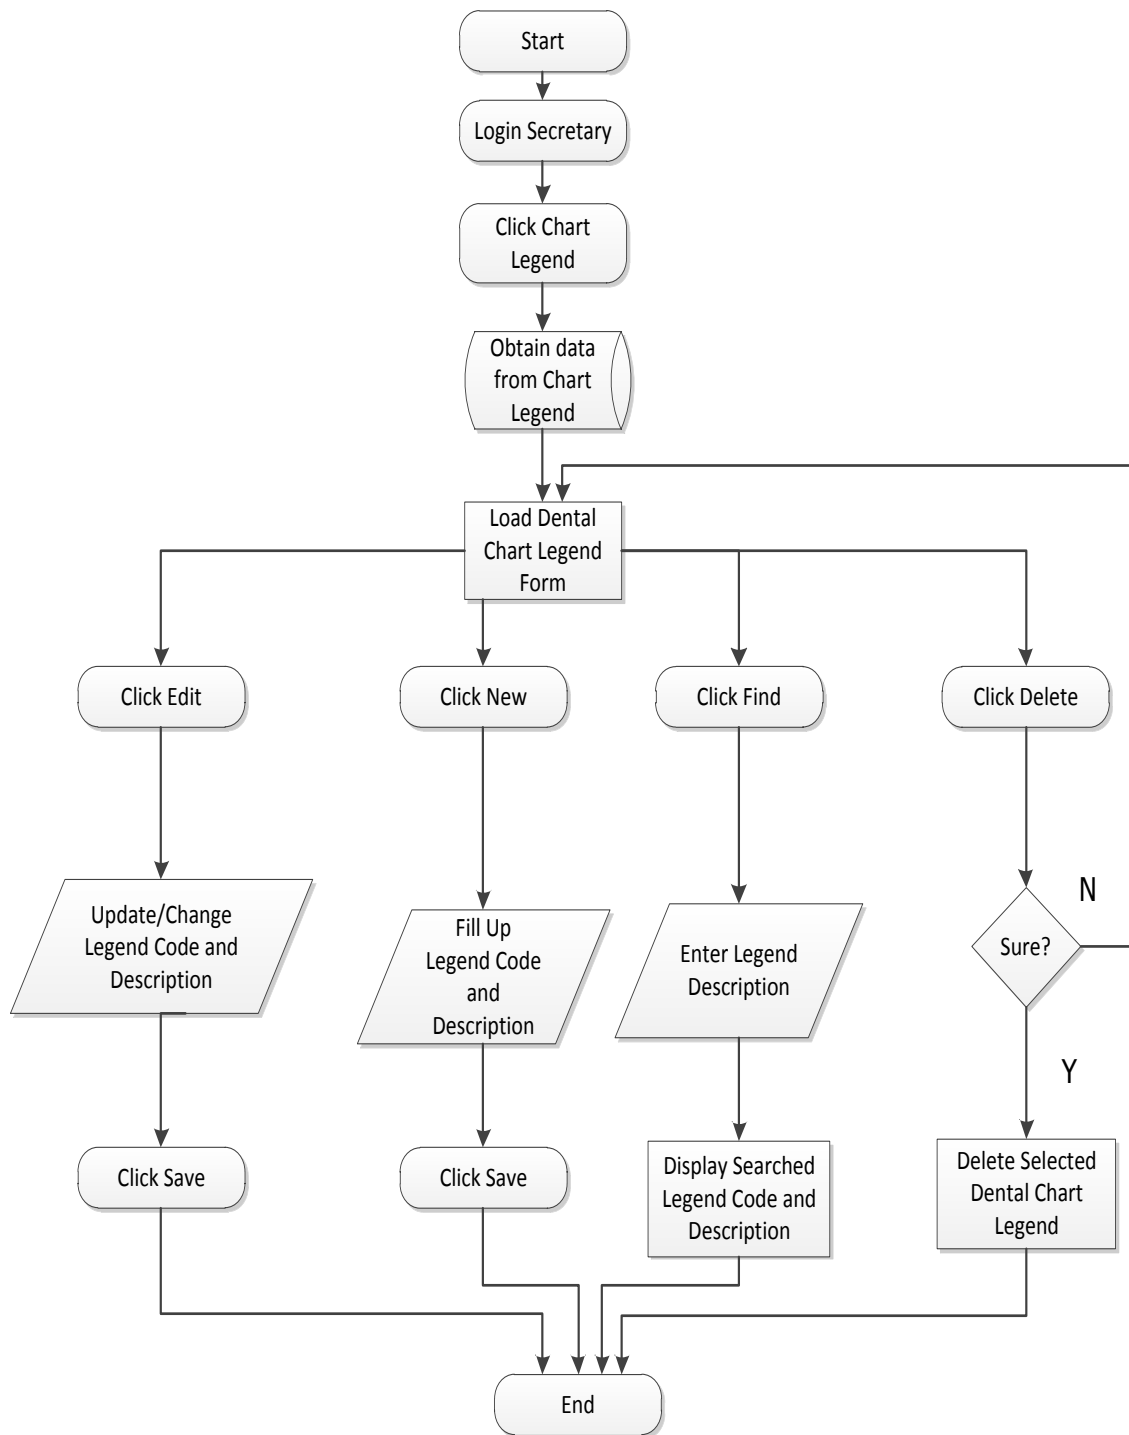 Start
Login Secretary
Click Chart
Legend
Obtain data
from Chart
Legend
Load Dental
Chart Legend
Form
Click Edit
Click New
Click Find
Click Delete
Update/Change
Legend Code and
Description
Fill Up
Legend Code
and
Description
Enter Legend
Description
Sure?
N
Y
Click Save
Click Save
Display Searched
Legend Code and
Description
Delete Selected
Dental Chart
Legend
End